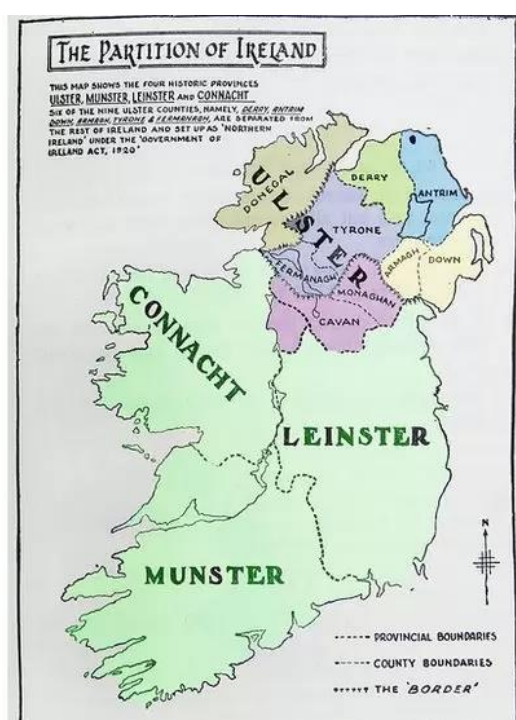 THE PARTITION OF IRELAND
THIS MAP SHOWS THE FOUR HISTORIC PROVINCES
ULSTER, MUNSTER, LEINSTER AND CONNACHT
SIX OF THE NINE ULSTER COUNTIES, NAMELY, DERRY, ANTRIM
DOWN, ARMAGH, TYRONE & FERMANAGH, ARE SEPARATED FROM
THE REST OF IRELAND AND SET UP AS 'NORTHERN
IRELAND' UNDER THE 'GOVERNMENT OF
IRELAND ACT, 1920'
DONEGAL
DERRY
ANTRIM
ULSTER
TYRONE
FERMANAGH
ARMAGH
DOWN
MONAGHAN
CAVAN
CONNACHT
LEINSTER
MUNSTER
N
PROVINCIAL BOUNDARIES
COUNTY BOUNDARIES
THE 'BORDER'